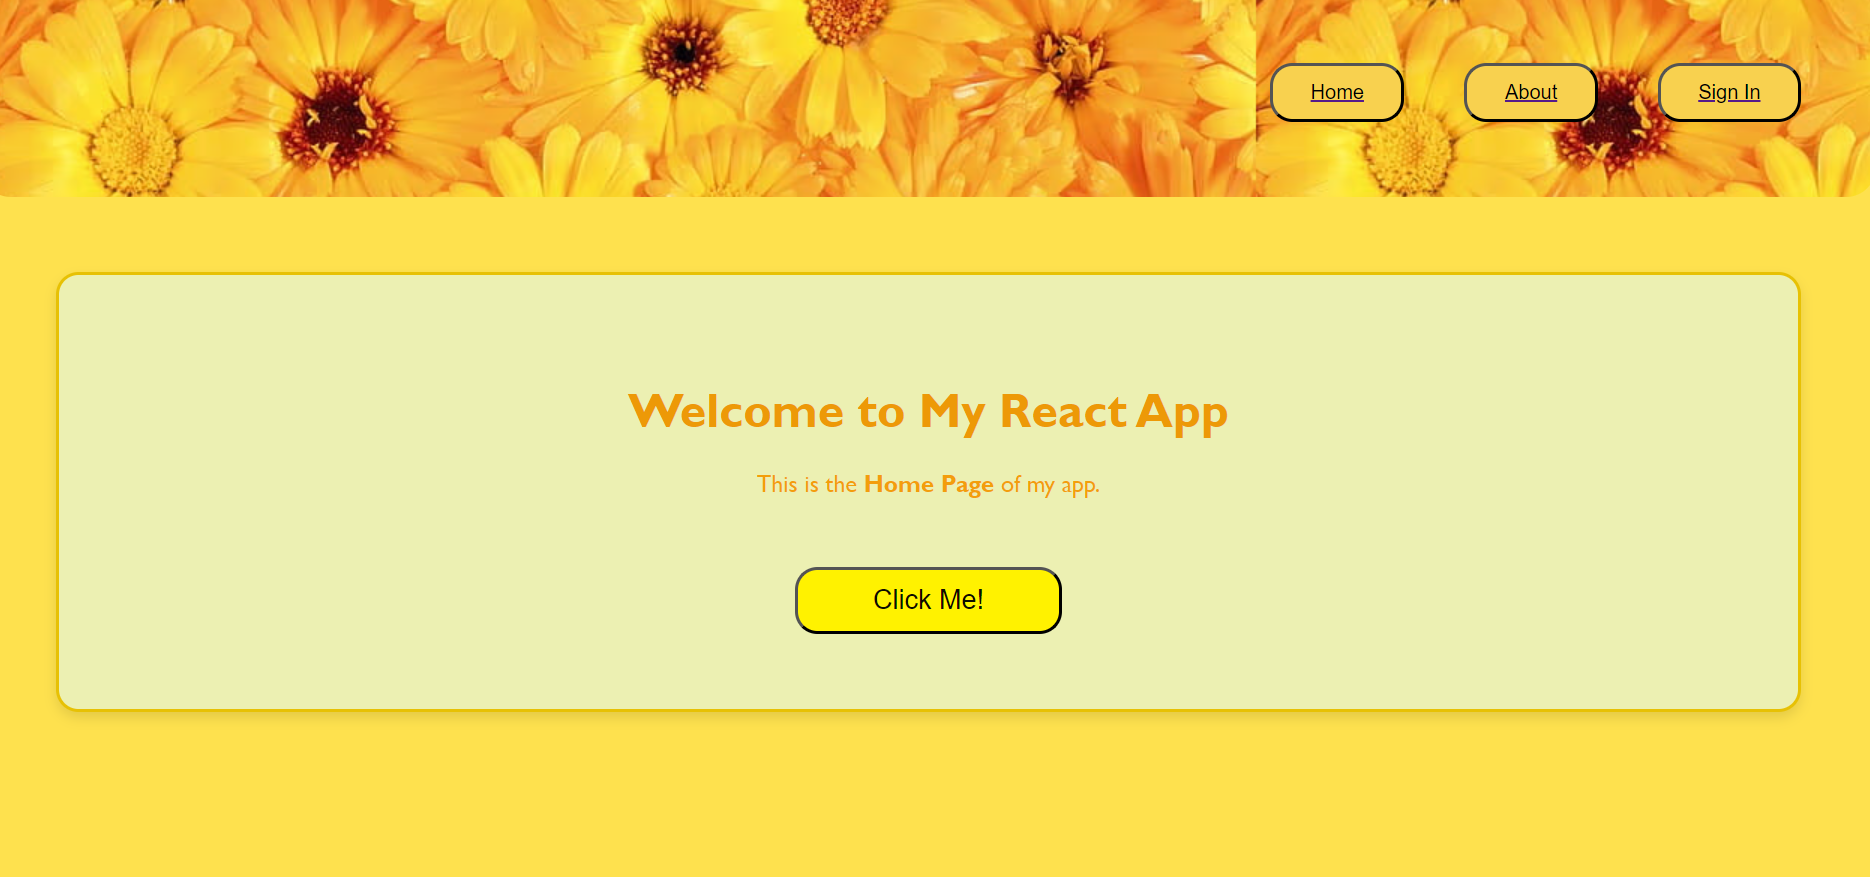 Home
About
Sign In
Welcome to My React App
This is the Home Page of my app.
Click Me!